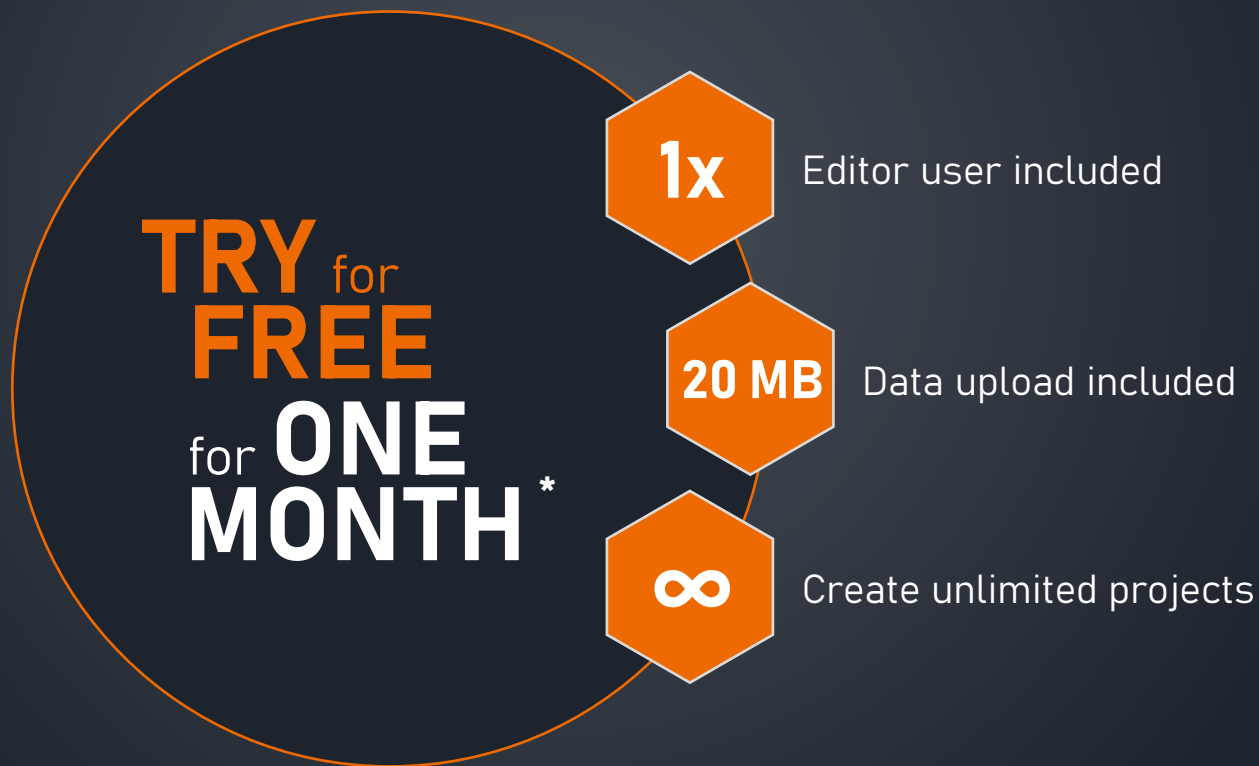 TRY for
FREE
for ONE
MONTH *
1x
Editor user included
20 MB
Data upload included
∞
Create unlimited projects